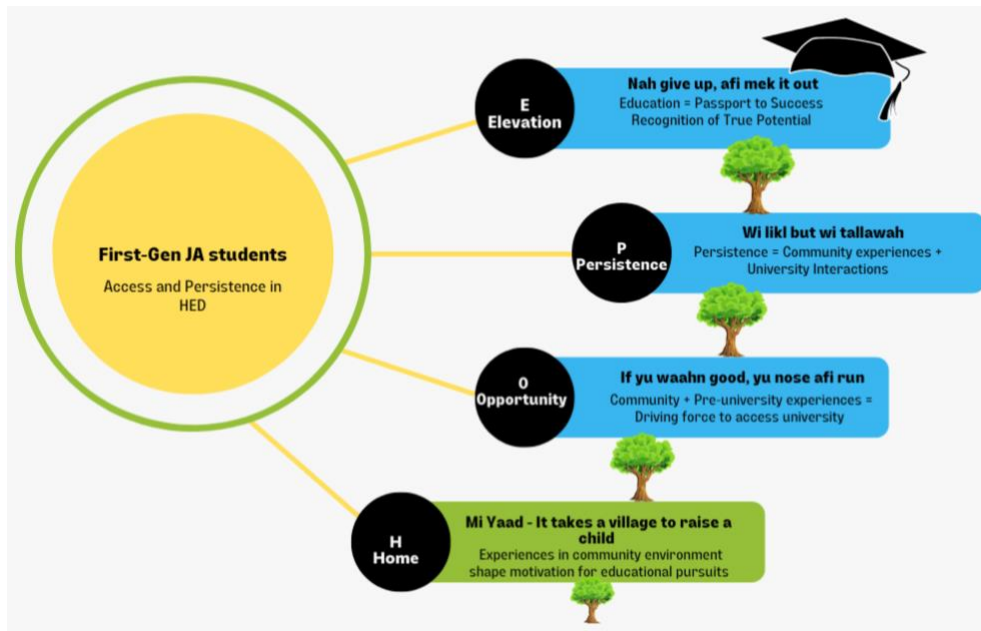 First-Gen JA students
Access and Persistence in
HED
E
Elevation
Nah give up, afi mek it out
Education = Passport to Success
Recognition of True Potential
P
Persistence
Wi likl but wi tallawah
Persistence = Community experiences +
University Interactions
O
Opportunity
If yu waahn good, yu nose afi run
Community + Pre-university experiences =
Driving force to access university
H
Home
Mi Yaad - It takes a village to raise a
child
Experiences in community environment
shape motivation for educational pursuits